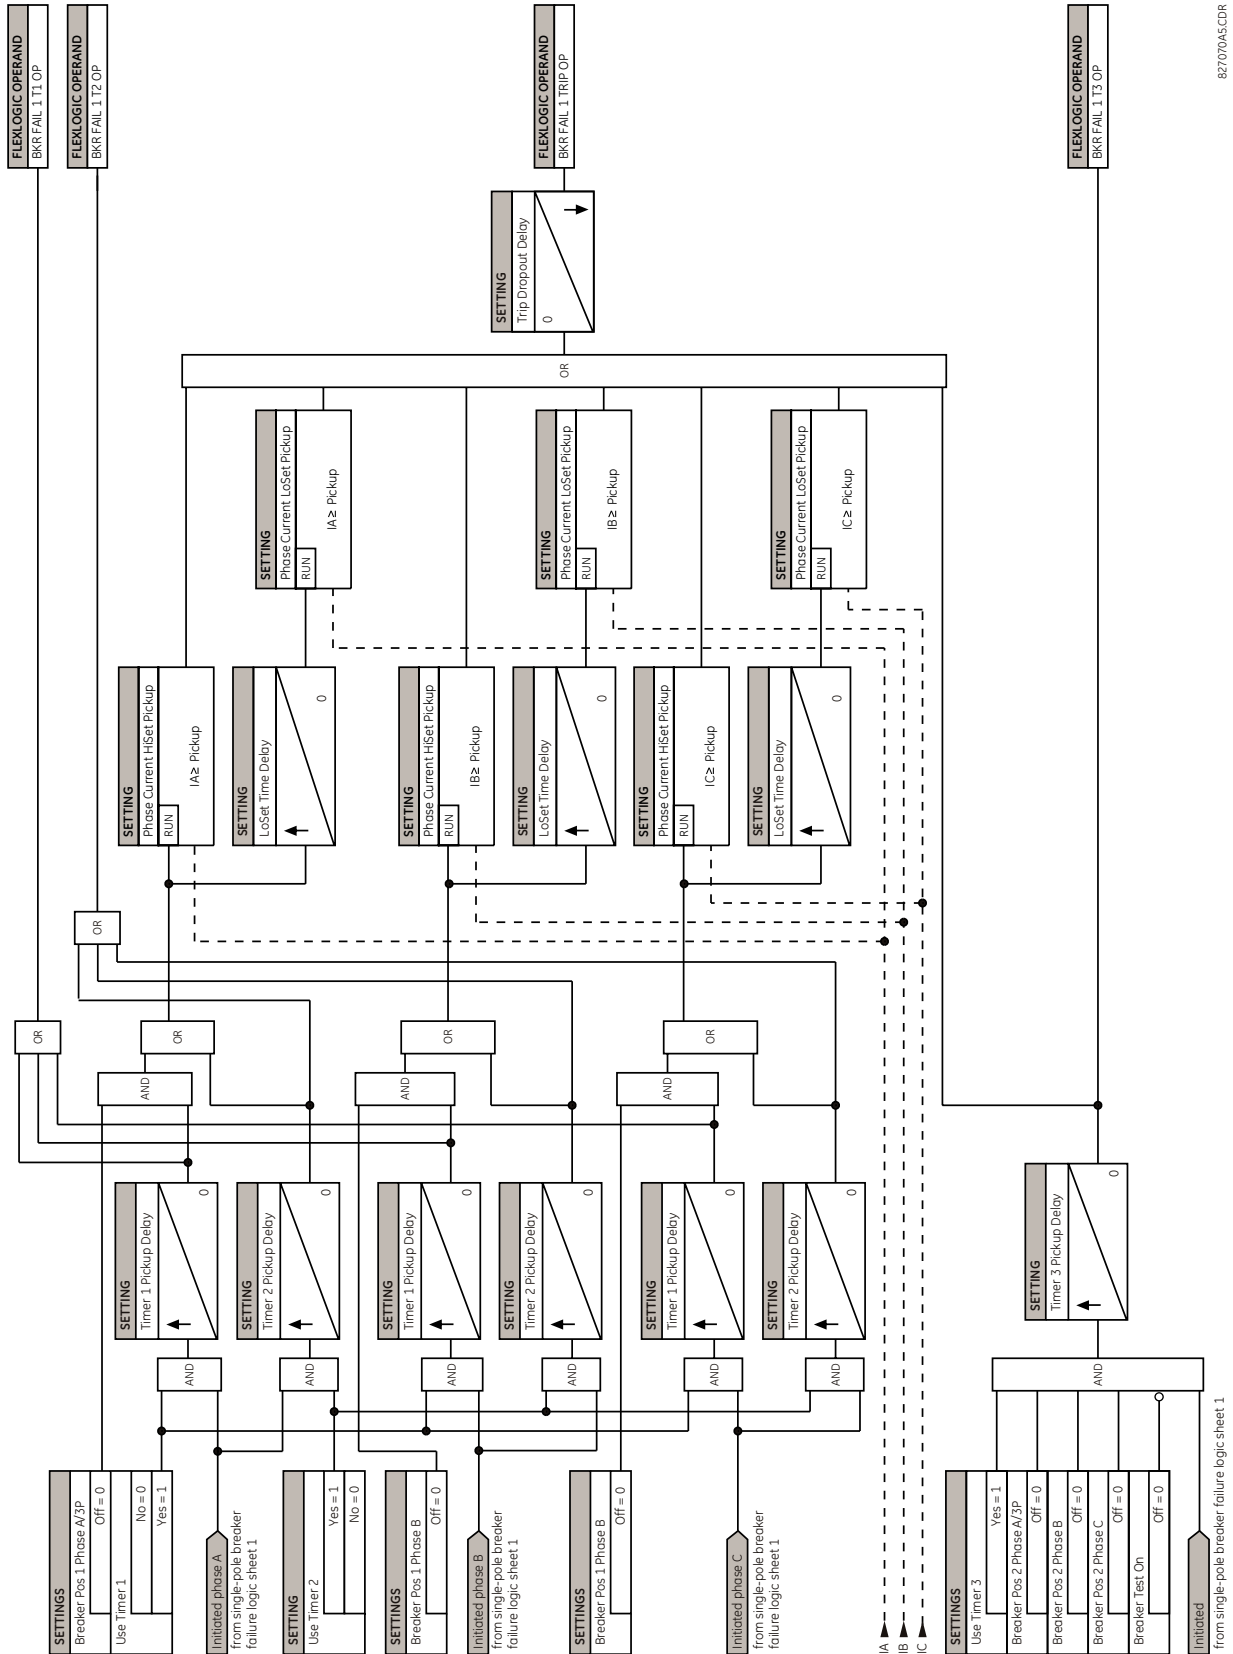 SETTINGS
Breaker Pos 1 Phase A/3P
Off = 0
Use Timer 1
No = 0
Yes = 1
Initiated phase A
from single-pole breaker
failure logic sheet 1
SETTING
Use Timer 2
Yes = 1
No = 0
SETTINGS
Breaker Pos 1 Phase B
Off = 0
Initiated phase B
from single-pole breaker
failure logic sheet 1
SETTINGS
Breaker Pos 1 Phase B
Off = 0
Initiated phase C
from single-pole breaker
failure logic sheet 1
IA
IB
IC
SETTINGS
Use Timer 3
Yes = 1
Breaker Pos 2 Phase A/3P
Off = 0
Breaker Pos 2 Phase B
Off = 0
Breaker Pos 2 Phase C
Off = 0
Breaker Test On
Off = 0
Initiated
from single-pole breaker failure logic sheet 1
AND
AND
AND
AND
AND
AND
AND
SETTING
Timer 1 Pickup Delay
0
SETTING
Timer 2 Pickup Delay
0
SETTING
Timer 1 Pickup Delay
0
SETTING
Timer 2 Pickup Delay
0
SETTING
Timer 1 Pickup Delay
0
SETTING
Timer 2 Pickup Delay
0
SETTING
Timer 3 Pickup Delay
0
AND
AND
AND
OR
OR
OR
OR
OR
SETTING
Phase Current HiSet Pickup
RUN
IA ≥ Pickup
SETTING
LoSet Time Delay
0
SETTING
Phase Current HiSet Pickup
RUN
IB ≥ Pickup
SETTING
LoSet Time Delay
0
SETTING
Phase Current HiSet Pickup
RUN
IC ≥ Pickup
SETTING
LoSet Time Delay
0
SETTING
Phase Current LoSet Pickup
RUN
IA ≥ Pickup
SETTING
Phase Current LoSet Pickup
RUN
IB ≥ Pickup
SETTING
Phase Current LoSet Pickup
RUN
IC ≥ Pickup
OR
SETTING
Trip Dropout Delay
0
FLEXLOGIC OPERAND
BKR FAIL 1 T1 OP
FLEXLOGIC OPERAND
BKR FAIL 1 T2 OP
FLEXLOGIC OPERAND
BKR FAIL 1 TRIP OP
FLEXLOGIC OPERAND
BKR FAIL 1 T3 OP
827070A5.CDR